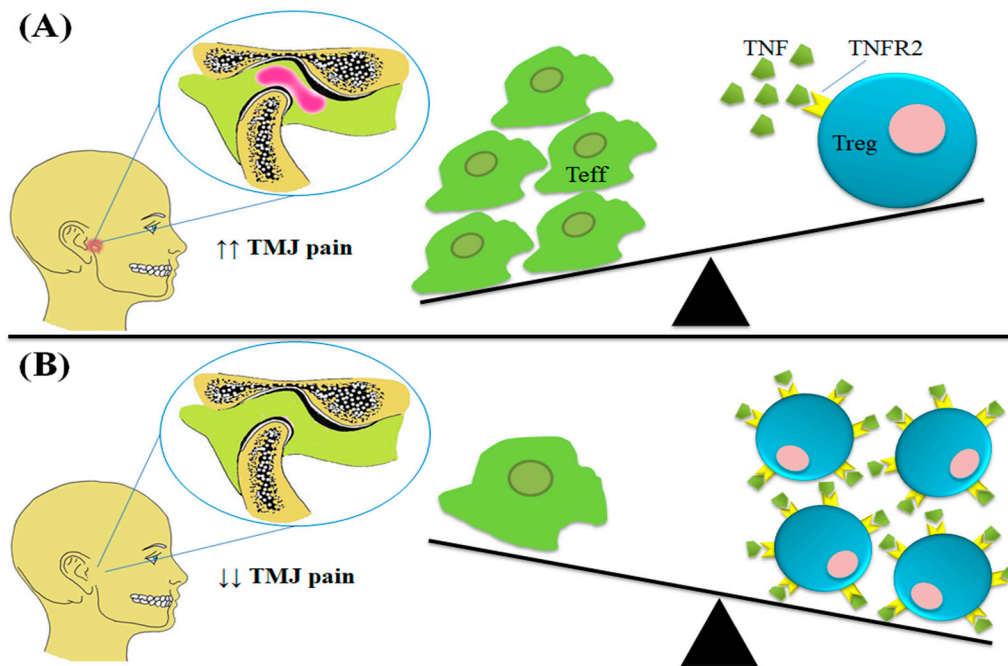 (A)
TNF
TNFR2
Treg
Teff
↑↑ TMJ pain
(B)
↓↓ TMJ pain